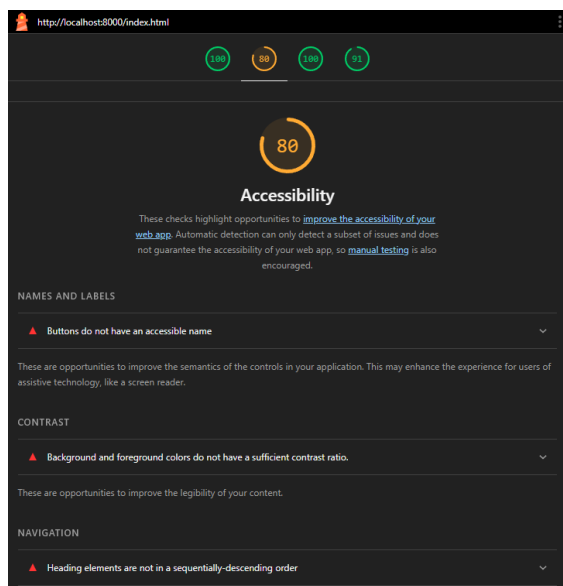 http://localhost:8000/index.html
100 80 100 91
80
Accessibility
These checks highlight opportunities to improve the accessibility of your
web app. Automatic detection can only detect a subset of issues and does
not guarantee the accessibility of your web app, so manual testing is also
encouraged.
NAMES AND LABELS
Buttons do not have an accessible name
These are opportunities to improve the semantics of the controls in your application. This may enhance the experience for users of
assistive technology, like a screen reader.
CONTRAST
Background and foreground colors do not have a sufficient contrast ratio.
These are opportunities to improve the legibility of your content.
NAVIGATION
Heading elements are not in a sequentially-descending order